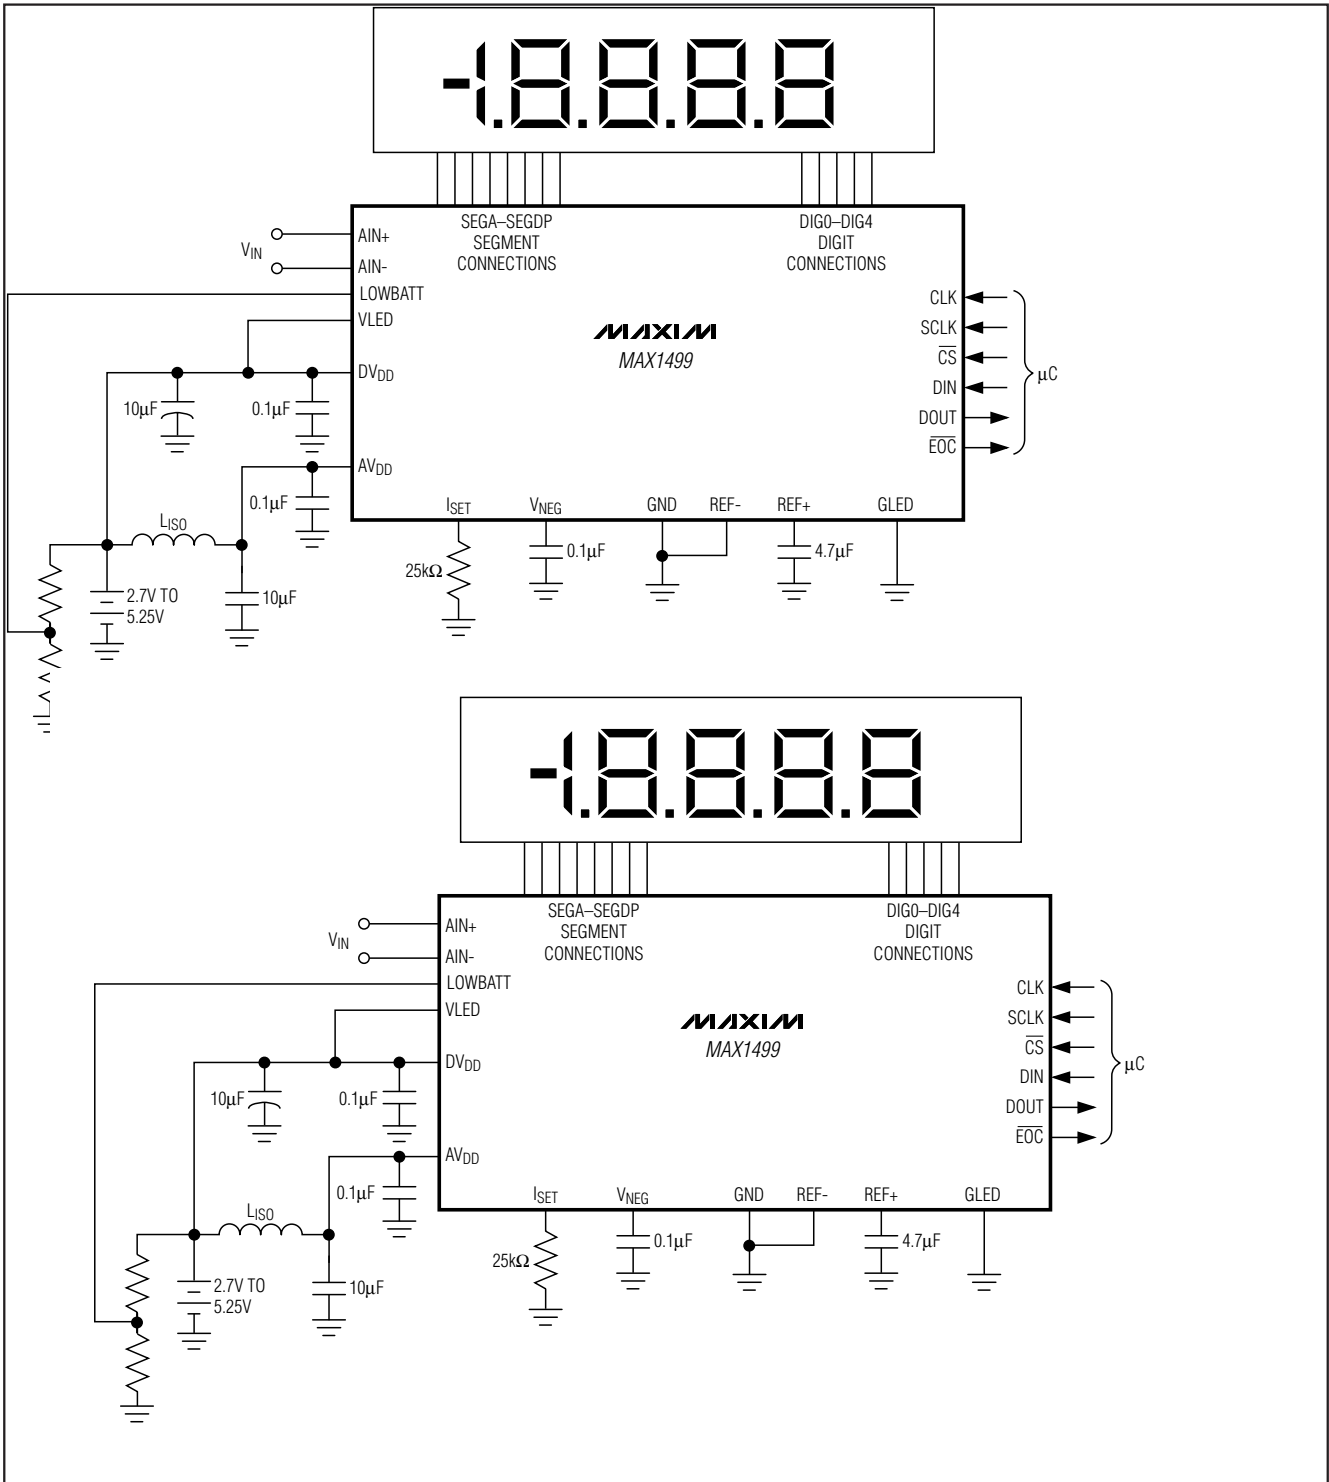 -1.8.8.8.8
SEGA–SEGDP
SEGMENT
CONNECTIONS
DIG0–DIG4
DIGIT
CONNECTIONS
VIN
AIN+
AIN-
LOWBATT
VLED
DVDD
AVDD
MAXIM
MAX1499
CLK
SCLK
CS
DIN
DOUT
EOC
μC
10μF
0.1μF
0.1μF
LISO
2.7V TO
5.25V
10μF
ISET
VNEG
GND
REF-
REF+
GLED
25kΩ
0.1μF
4.7μF
-1.8.8.8.8
SEGA–SEGDP
SEGMENT
CONNECTIONS
DIG0–DIG4
DIGIT
CONNECTIONS
VIN
AIN+
AIN-
LOWBATT
VLED
DVDD
AVDD
MAXIM
MAX1499
CLK
SCLK
CS
DIN
DOUT
EOC
μC
10μF
0.1μF
0.1μF
LISO
2.7V TO
5.25V
10μF
ISET
VNEG
GND
REF-
REF+
GLED
25kΩ
0.1μF
4.7μF